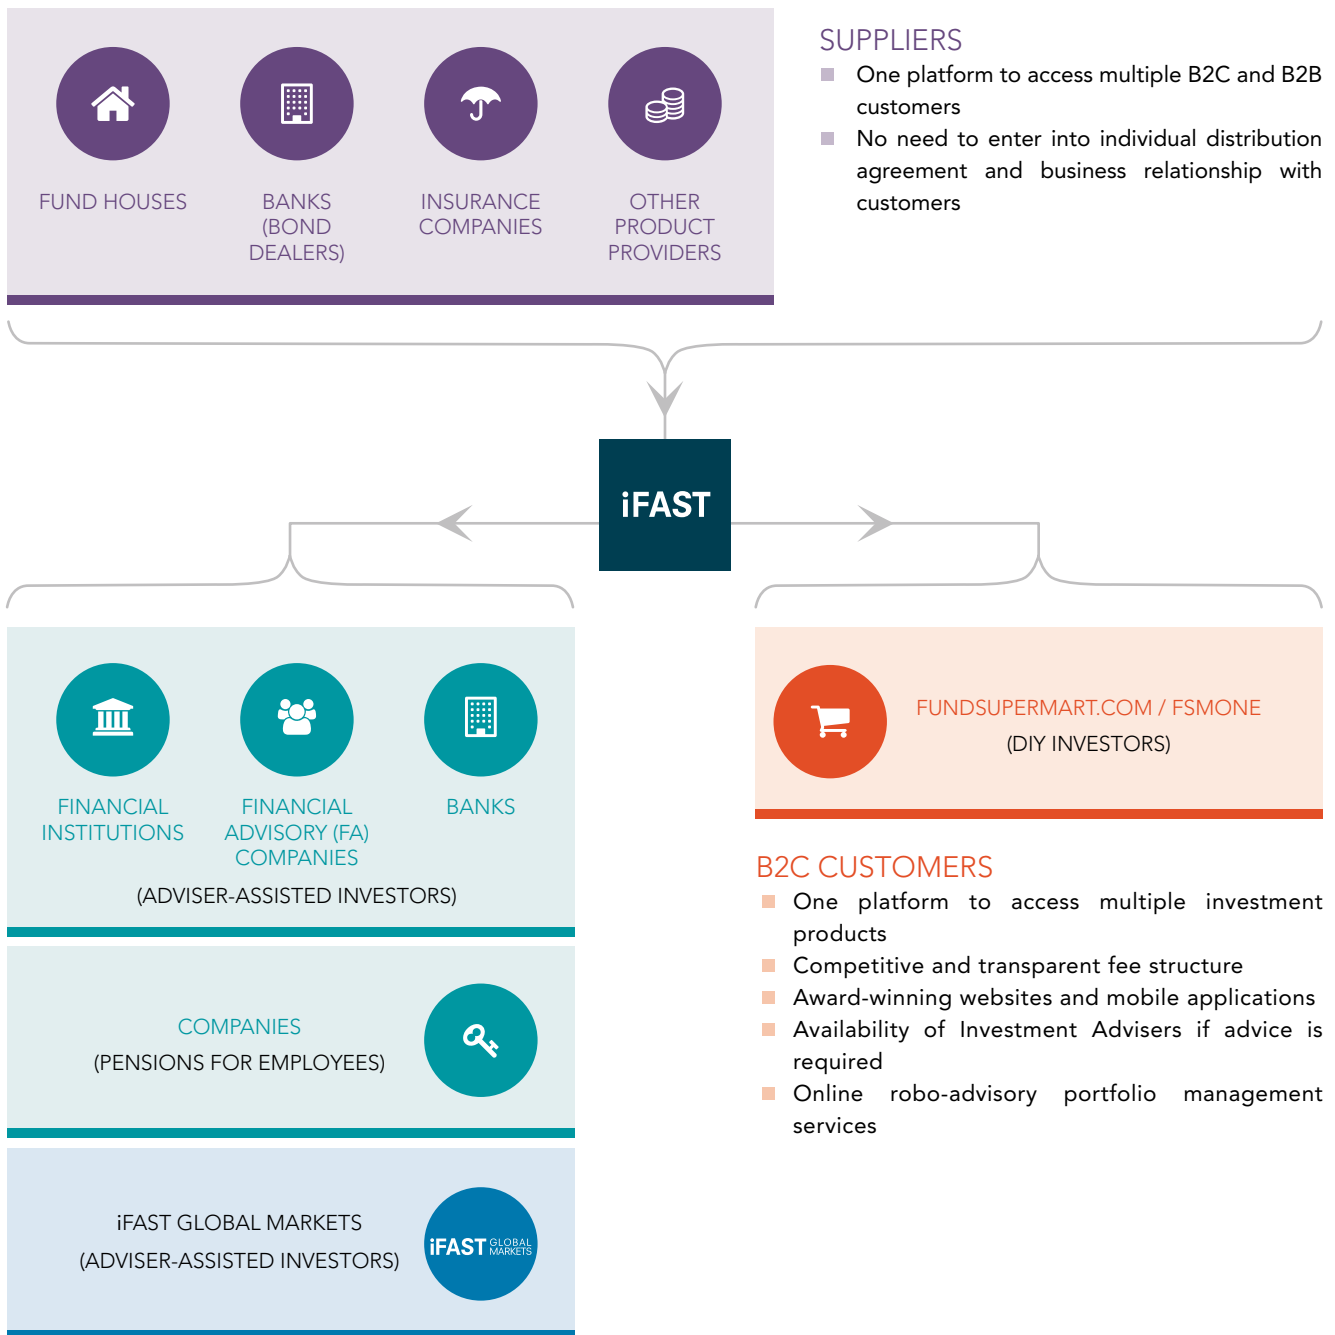 FUND HOUSES
BANKS
(BOND
DEALERS)
INSURANCE
COMPANIES
OTHER
PRODUCT
PROVIDERS
SUPPLIERS
One platform to access multiple B2C and B2B
customers
No need to enter into individual distribution
agreement and business relationship with
customers
iFAST
FINANCIAL
INSTITUTIONS
FINANCIAL
ADVISORY (FA)
COMPANIES
BANKS
(ADVISER-ASSISTED INVESTORS)
COMPANIES
(PENSIONS FOR EMPLOYEES)
iFAST GLOBAL MARKETS
(ADVISER-ASSISTED INVESTORS)
iFAST GLOBAL
MARKETS
FUNDSUPERMART.COM / FSMONE
(DIY INVESTORS)
B2C CUSTOMERS
One platform to access multiple investment
products
Competitive and transparent fee structure
Award-winning websites and mobile applications
Availability of Investment Advisers if advice is
required
Online robo-advisory portfolio management
services